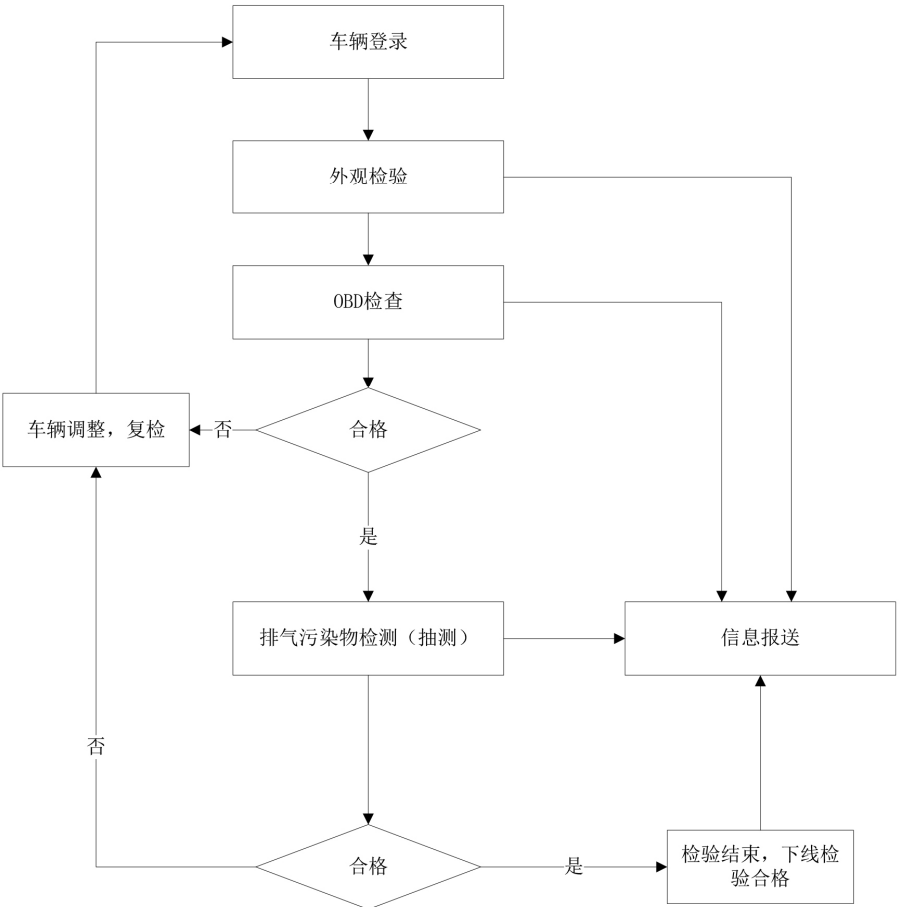 车辆登录
外观检验
OBD检查
车辆调整，复检
否
合格
是
排气污染物检测（抽测）
信息报送
否
合格
是
检验结束，下线检
验合格